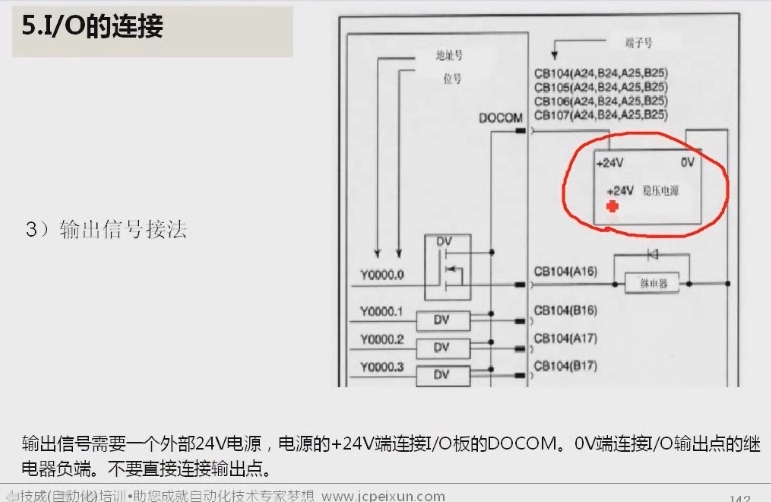 5.I/O的连接
端子号
地址号
位号
CB104(A24,B24,A25,B25)
CB105(A24,B24,A25,B25)
CB106(A24,B24,A25,B25)
CB107(A24,B24,A25,B25)
DOCOM
+24V 0V
+24V 稳压电源
3）输出信号接法
DV
Y0000.0
CB104(A16)
继电器
Y0000.1
DV
CB104(B16)
Y0000.2
DV
CB104(A17)
Y0000.3
DV
CB104(B17)
输出信号需要一个外部24V电源，电源的+24V端连接I/O板的DOCOM。0V端连接I/O输出点的继
电器负端。不要直接连接输出点。
技成(自动化)培训•助您成就自动化技术专家梦想 www.jcpeixun.com
142